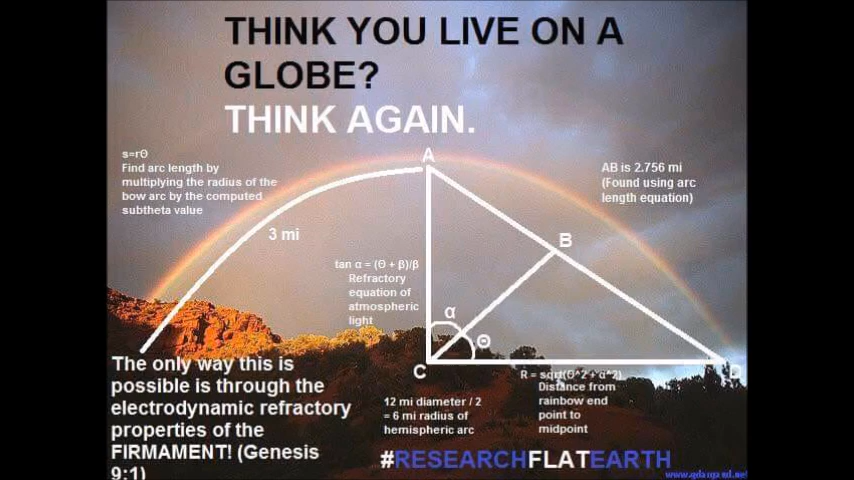 THINK YOU LIVE ON A
GLOBE?
THINK AGAIN.
s=rΘ
Find arc length by
multiplying the radius of the
bow arc by the computed
subtheta value
A
AB is 2.756 mi
(Found using arc
length equation)
3 mi
B
tan α = (Θ + β)/β
Refractory
equation of
atmospheric
light
α
Θ
The only way this is
possible is through the
electrodynamic refractory
properties of the
FIRMAMENT! (Genesis
9:1)
C
D
R = sqrt(Θ^2 + α^2)
Distance from
rainbow end
point to
midpoint
12 mi diameter / 2
= 6 mi radius of
hemispheric arc
#RESEARCHFLATEARTH